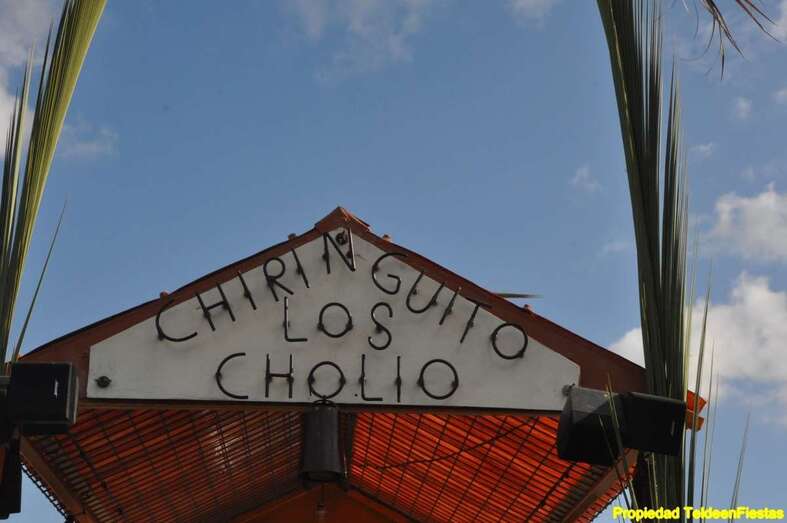 CHIRINGUITO
LOS
CHOLIO
Propiedad TeldeenFiestas